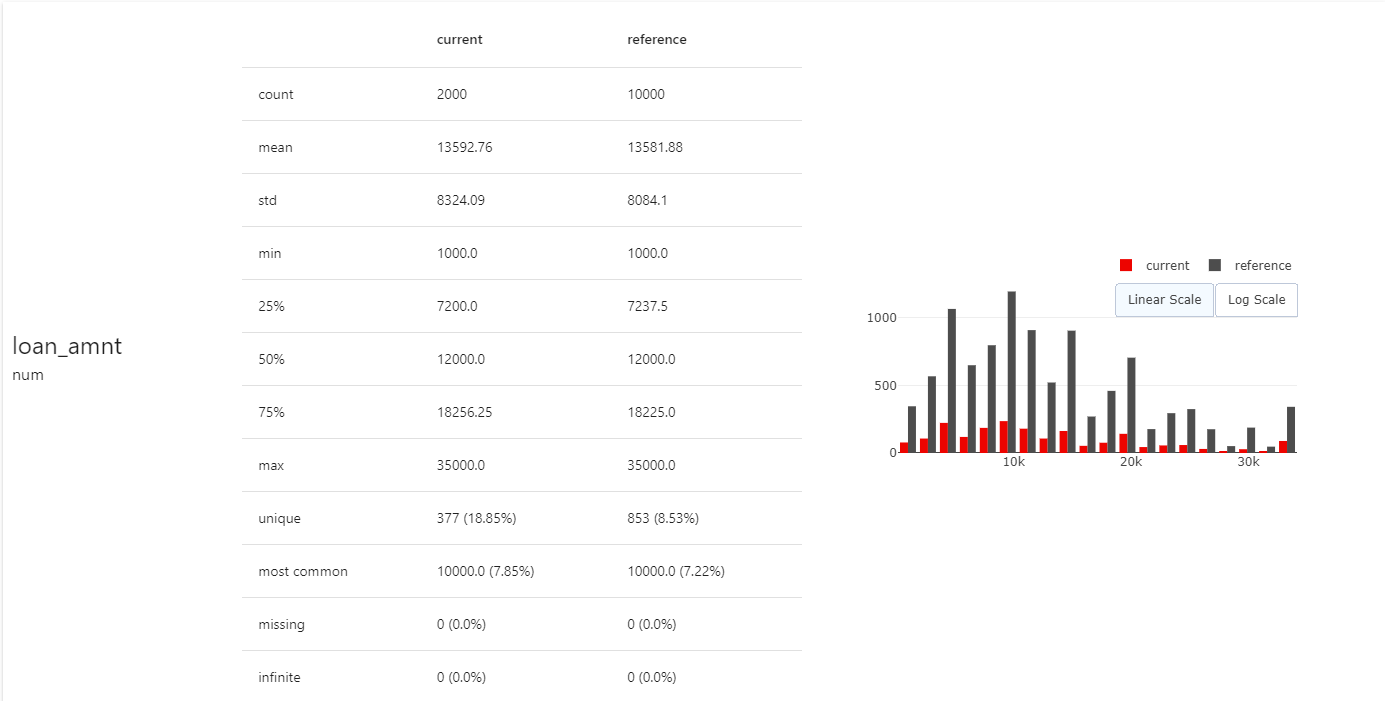 current reference
count 2000 10000
mean 13592.76 13581.88
std 8324.09 8084.1
min 1000.0 1000.0
25% 7200.0 7237.5
50% 12000.0 12000.0
75% 18256.25 18225.0
max 35000.0 35000.0
unique 377 (18.85%) 853 (8.53%)
most common 10000.0 (7.85%) 10000.0 (7.22%)
missing 0 (0.0%) 0 (0.0%)
infinite 0 (0.0%) 0 (0.0%)
loan_amnt
num
current reference
Linear Scale Log Scale
1000
500
0
10k 20k 30k